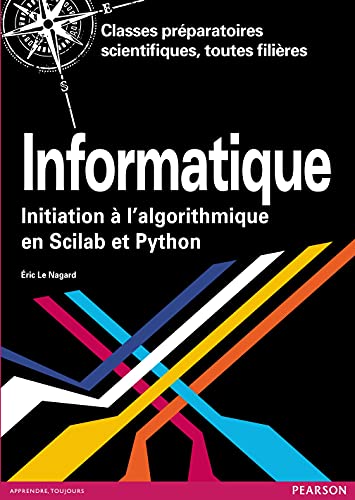 E
S
Classes préparatoires
scientifiques, toutes filières
Informatique
Initiation à l'algorithmique
en Scilab et Python
Éric Le Nagard
APPRENDRE, TOUJOURS
PEARSON